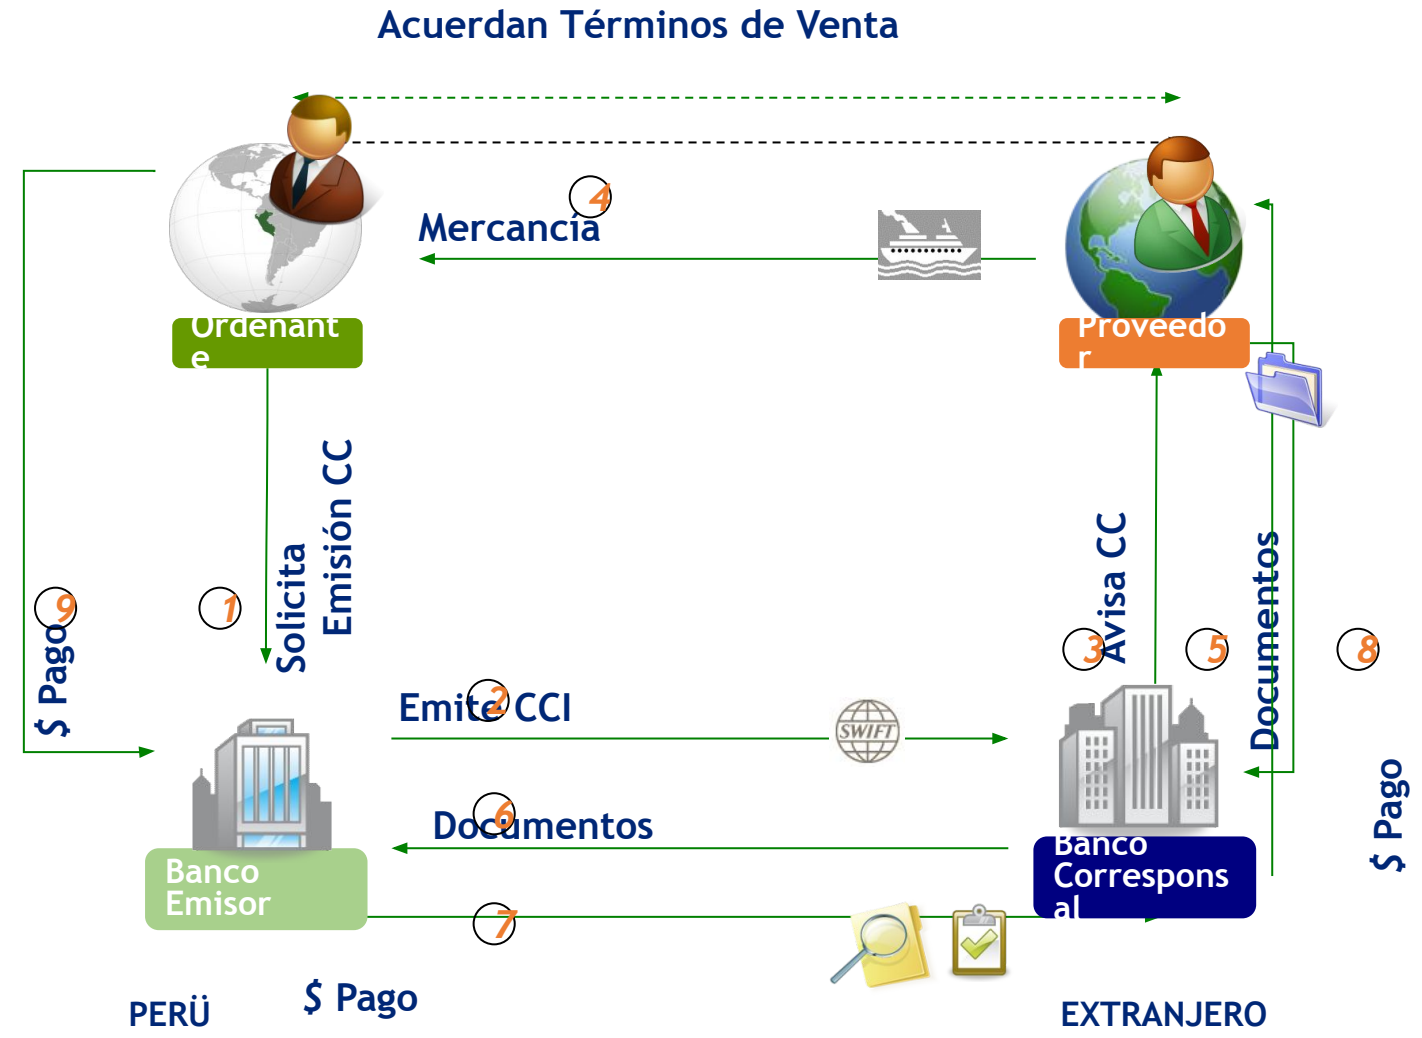 Acuerdan Términos de Venta
4
Mercancía
Ordenant
e
Proveedo
r
Solicita
Emisión CC
Avisa CC
Documentos
9
1
3
5
8
$ Pago
2
Emite CCI
SWIFT
$ Pago
6
Documentos
Banco
Emisor
Banco
Correspons
al
7
$ Pago
PERÜ
EXTRANJERO